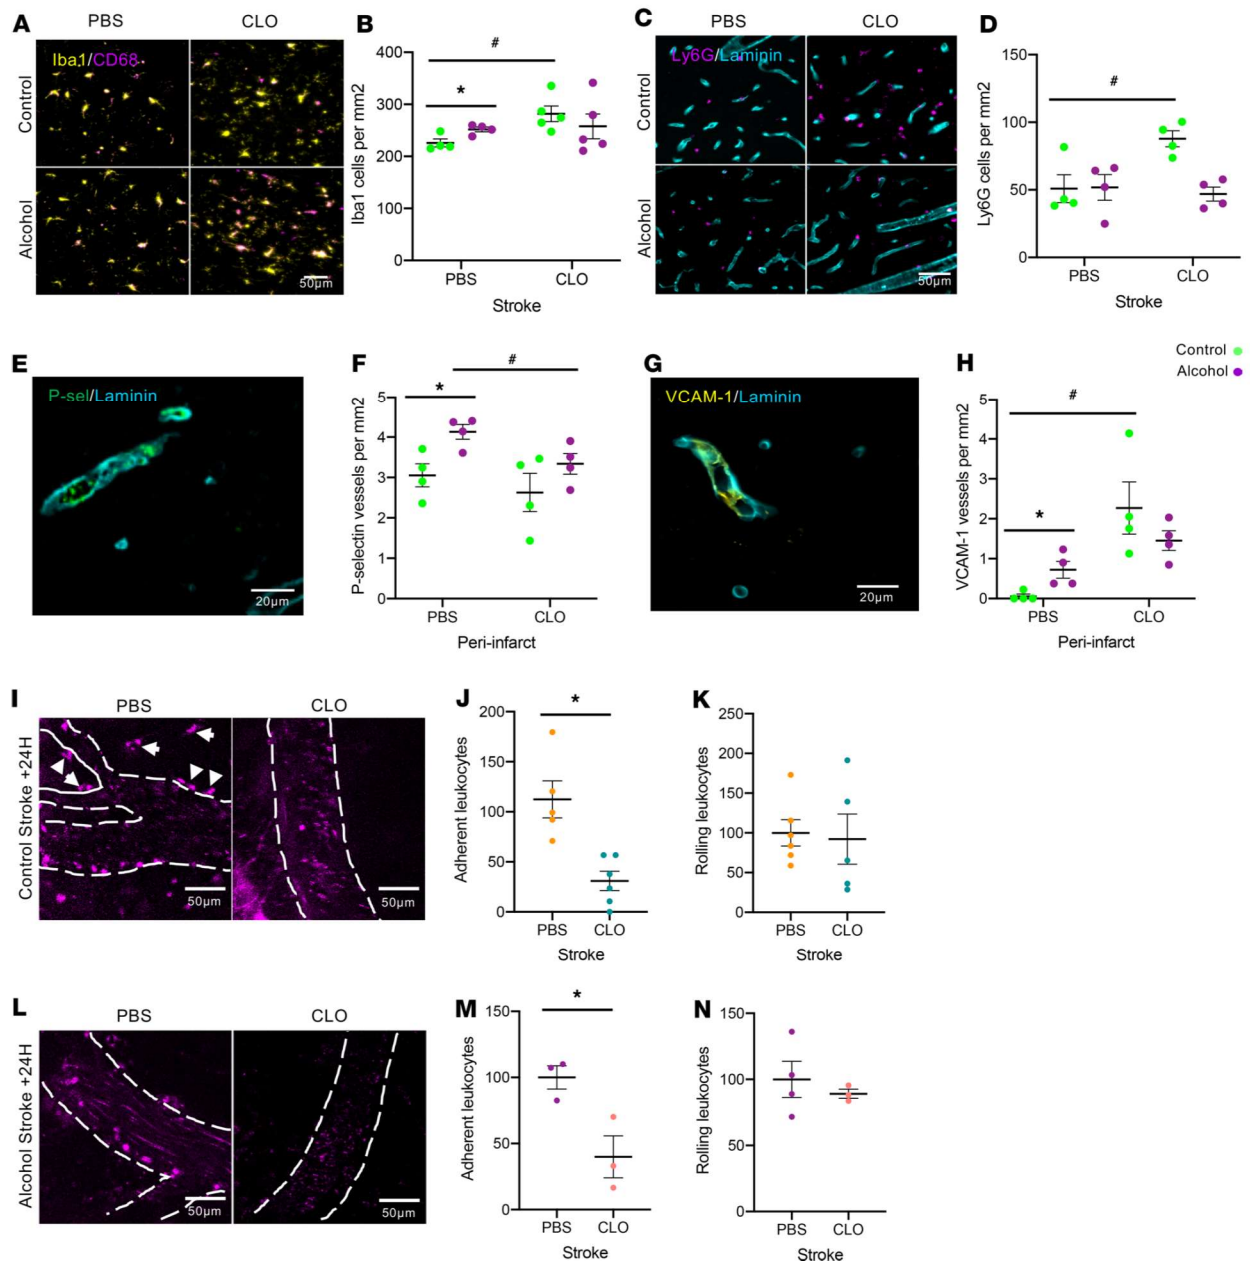 A
PBS
CLO
Iba1/CD68
Control
Alcohol
50µm
B
#
*
Iba1 cells per mm2
400
300
200
100
0
PBS
CLO
Stroke
C
PBS
CLO
Ly6G/Laminin
Control
Alcohol
50µm
D
#
Ly6G cells per mm2
150
100
50
0
PBS
CLO
Stroke
E
P-sel/Laminin
20µm
F
#
*
P-selectin vessels per mm2
5
4
3
2
1
0
PBS
CLO
Peri-infarct
G
VCAM-1/Laminin
20µm
Control
Alcohol
H
#
*
VCAM-1 vessels per mm2
5
4
3
2
1
0
PBS
CLO
Peri-infarct
I
PBS
CLO
Control Stroke +24H
50µm
50µm
J
*
Adherent leukocytes
200
150
100
50
0
PBS
CLO
Stroke
K
Rolling leukocytes
250
200
150
100
50
0
PBS
CLO
Stroke
L
PBS
CLO
Alcohol Stroke +24H
50µm
50µm
M
*
Adherent leukocytes
150
100
50
0
PBS
CLO
Stroke
N
Rolling leukocytes
150
100
50
0
PBS
CLO
Stroke